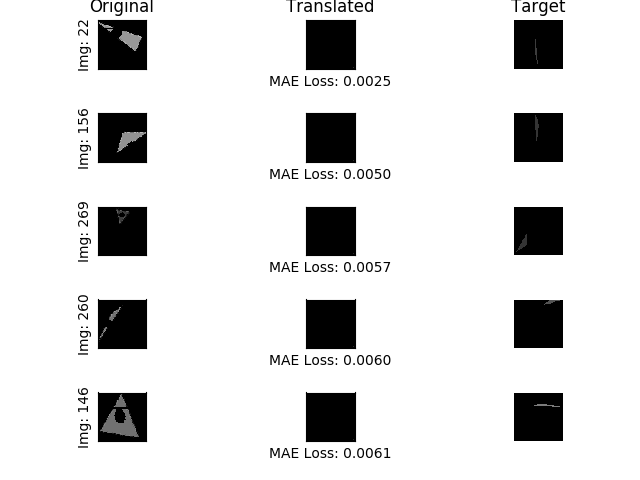 Original Translated Target
Img: 22
MAE Loss: 0.0025
Img: 156
MAE Loss: 0.0050
Img: 269
MAE Loss: 0.0057
Img: 260
MAE Loss: 0.0060
Img: 146
MAE Loss: 0.0061